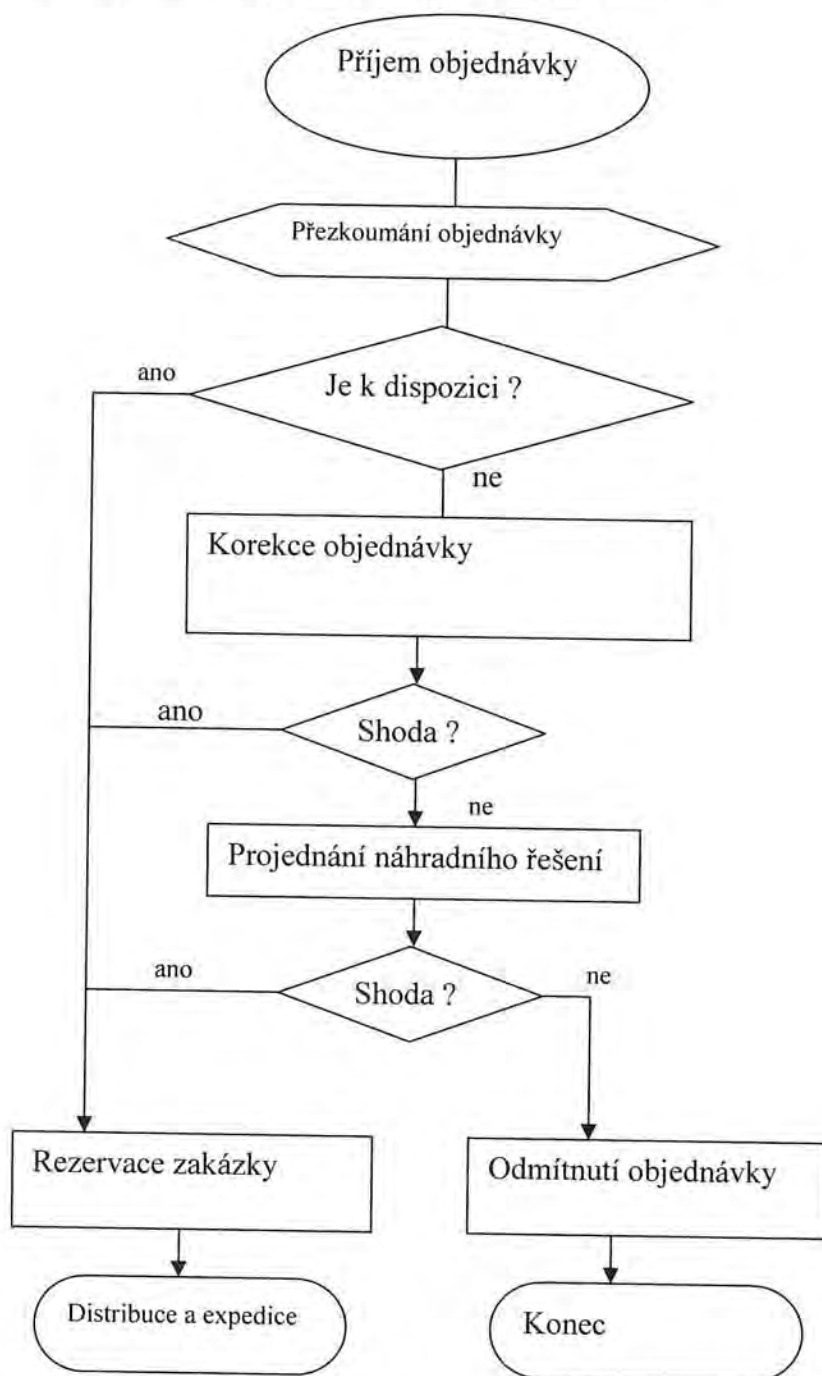 Příjem objednávky
Přezkoumání objednávky
ano
Je k dispozici ?
ne
Korekce objednávky
ano
Shoda ?
ne
Projednání náhradního řešení
ano
Shoda ?
ne
Rezervace zakázky
Odmítnutí objednávky
Distribuce a expedice
Konec